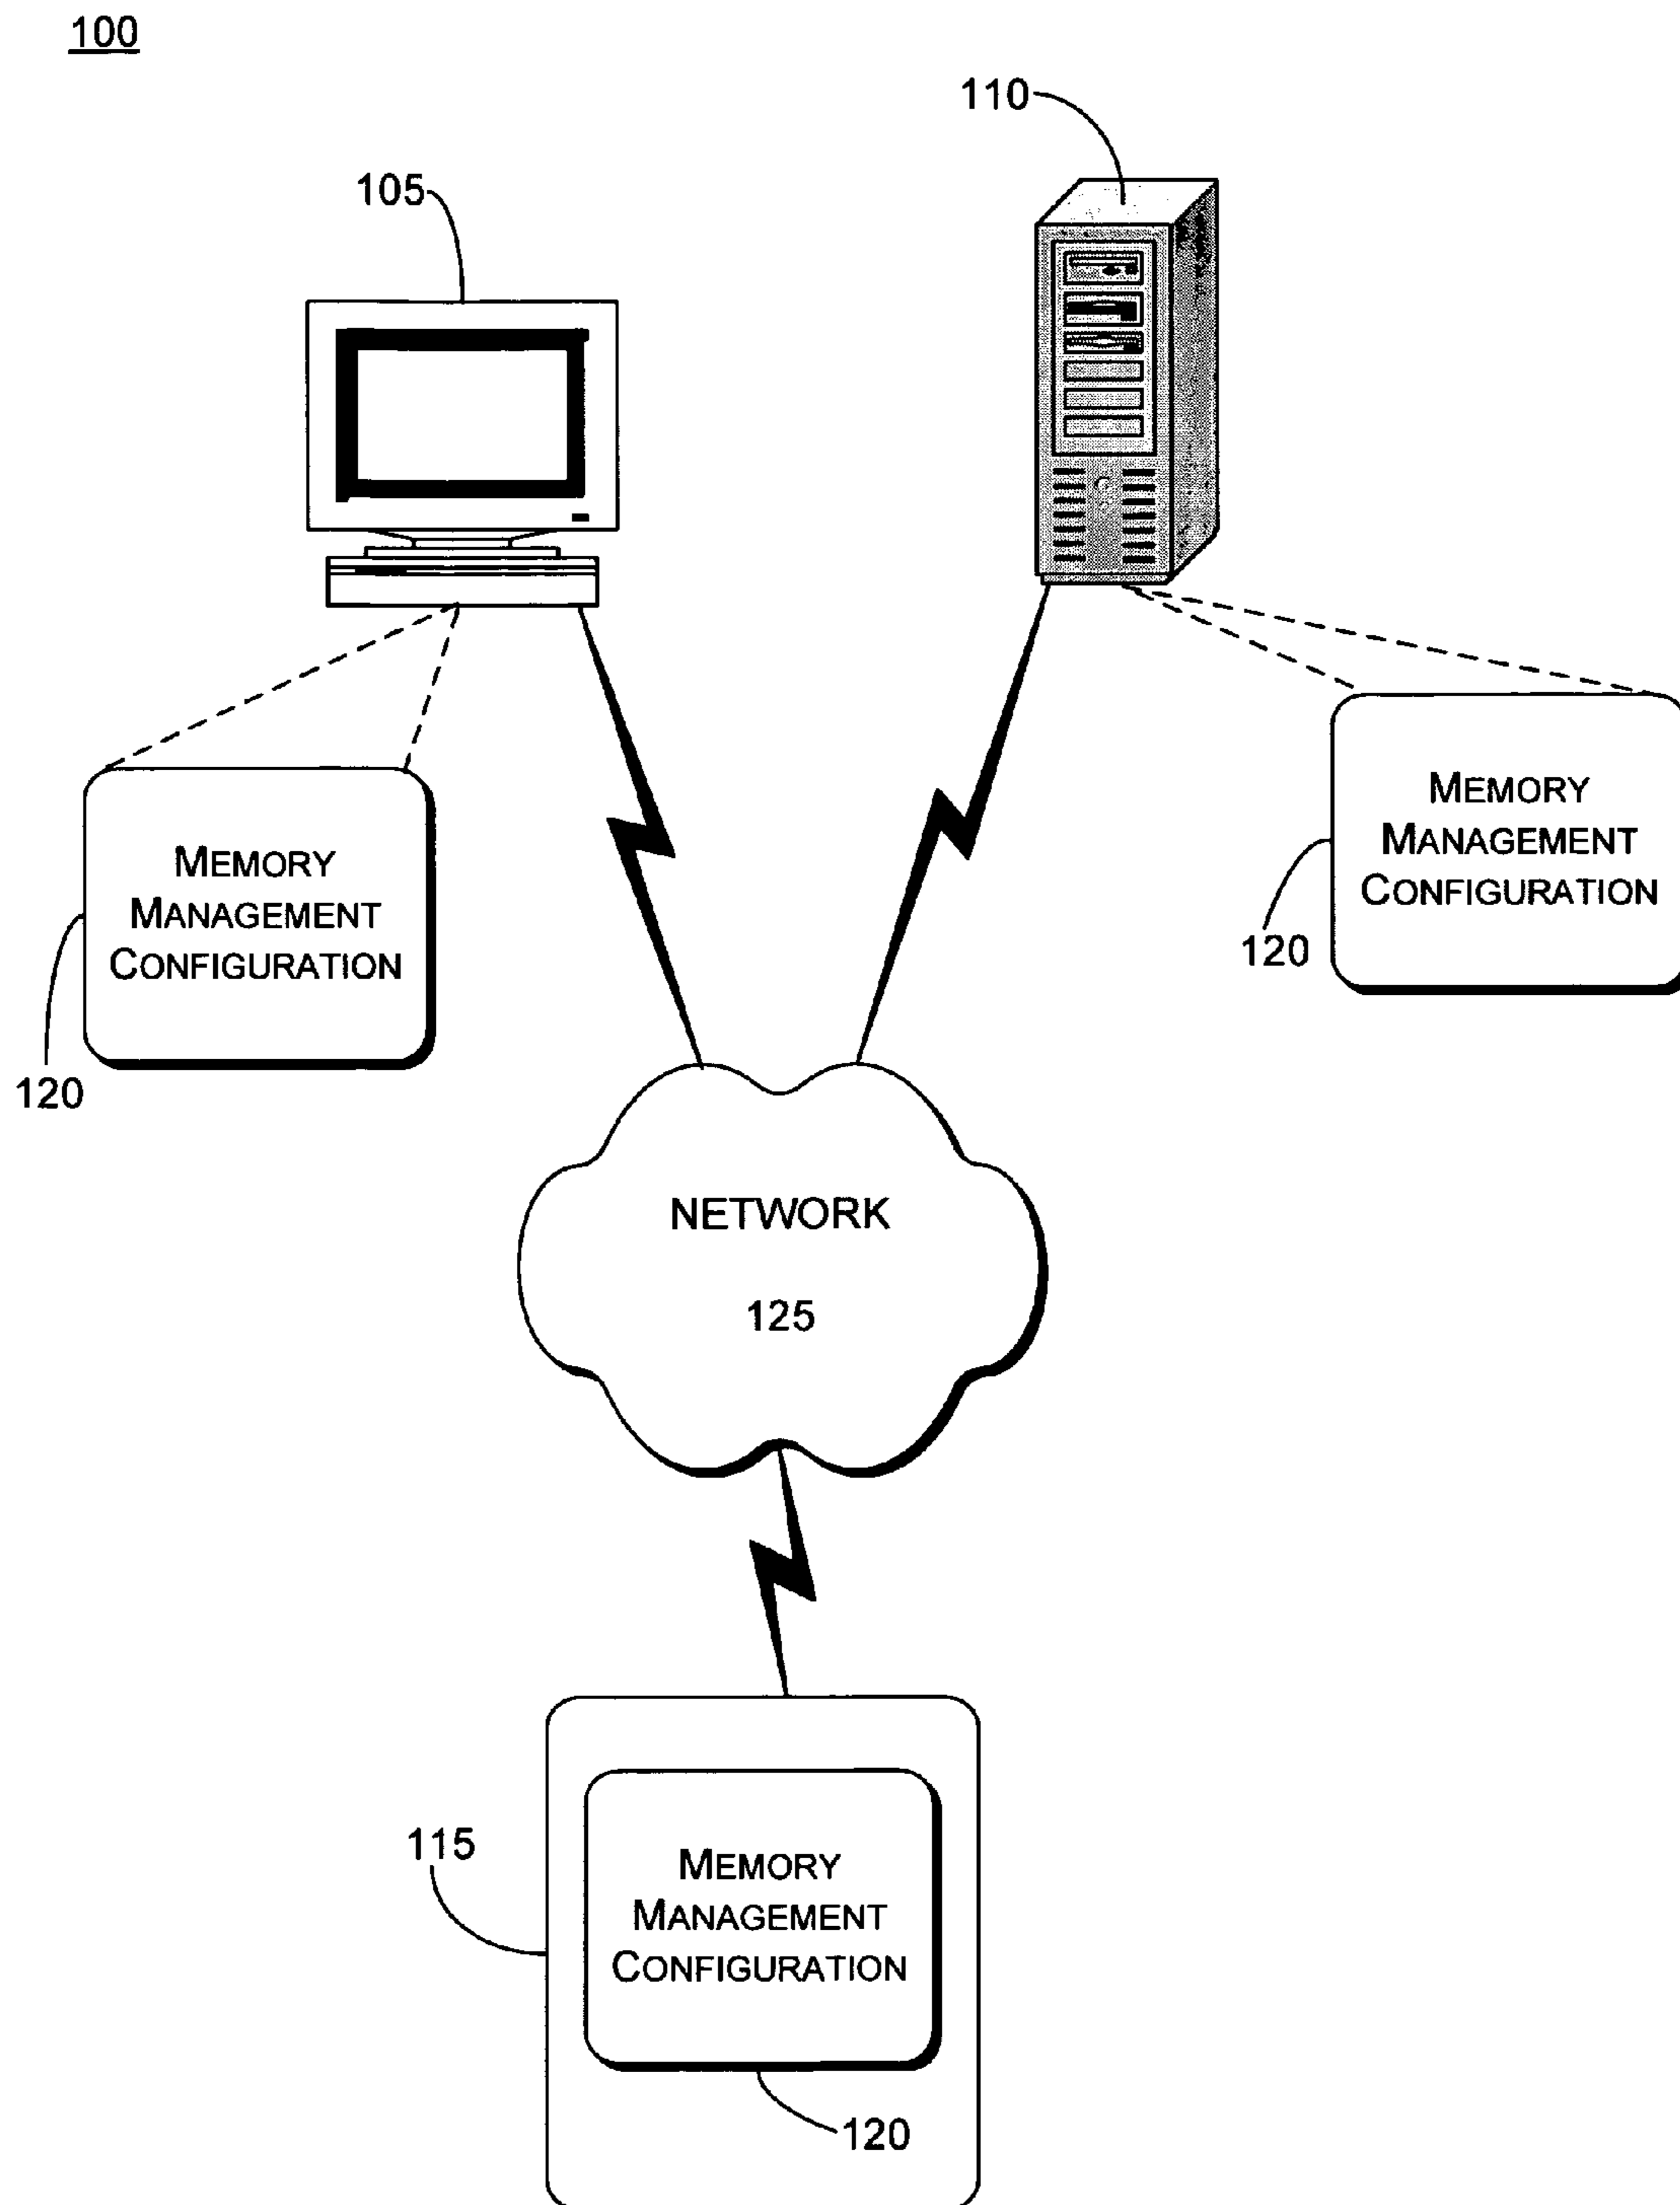 100
110
105
MEMORY
MANAGEMENT
CONFIGURATION
120
MEMORY
MANAGEMENT
CONFIGURATION
120
NETWORK
125
115
MEMORY
MANAGEMENT
CONFIGURATION
120